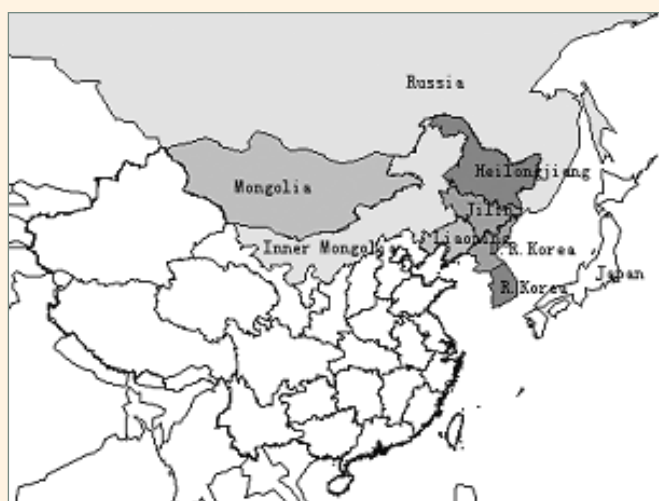 Russia
Heilongjiang
Mongolia
Jilin
Liaoning
Inner Mongolia
D.R.Korea
Japan
R.Korea